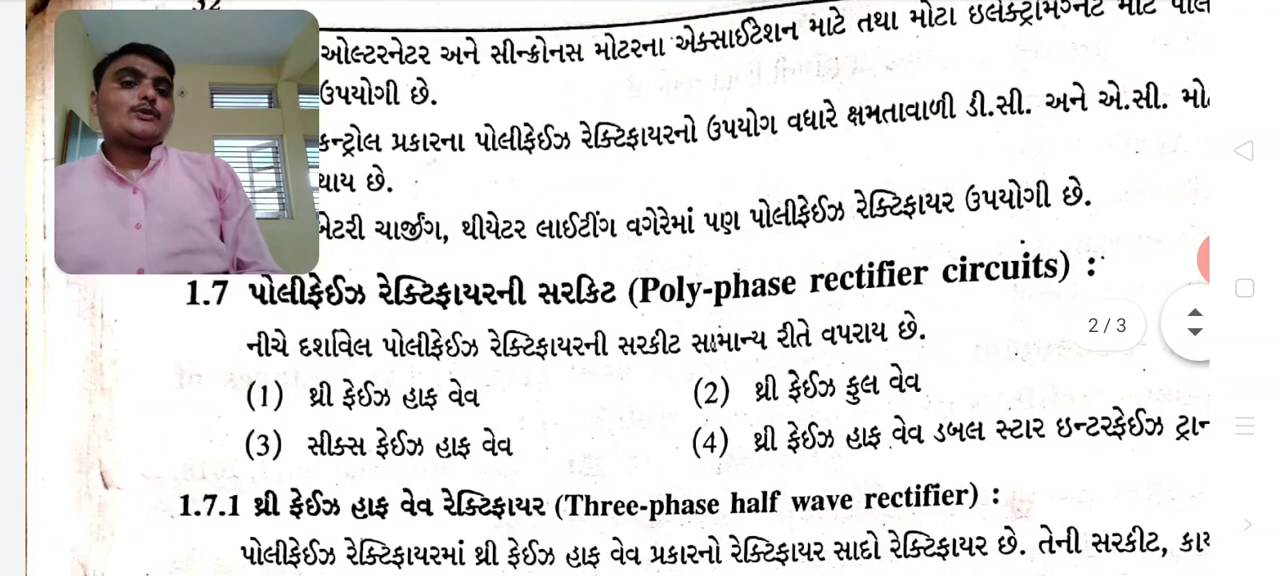 32
ઓલ્ટરનેટર અને સીન્ક્રોનસ મોટરના એક્સાઈટેશન માટે તથા મોટા ઇલેક્ટ્રોમેગ્નેટ માટે
ઉપયોગી છે.
કન્ટ્રોલ પ્રકારના પોલીફેઈઝ રેક્ટિફાયરનો ઉપયોગ વધારે ક્ષમતાવાળી ડી.સી. અને એ.સી.
થાય છે.
બેટરી ચાર્જીંગ, થીયેટર લાઈટીંગ વગેરેમાં પણ પોલીફેઈઝ રેક્ટિફાયર ઉપયોગી છે.
1.7 પોલીફેઈઝ રેક્ટિફાયરની સરકિટ (Poly-phase rectifier circuits) :
નીચે દર્શાવેલ પોલીફેઈઝ રેક્ટિફાયરની સરકીટ સામાન્ય રીતે વપરાય છે.
2/3
(1) થ્રી ફેઈઝ હાફ વેવ (2) થ્રી ફેઈઝ ફુલ વેવ
(3) સીક્સ ફેઈઝ હાફ વેવ (4) થ્રી ફેઈઝ હાફ વેવ ડબલ સ્ટાર ઇન્ટરફેઈઝ
1.7.1 થ્રી ફેઈઝ હાફ વેવ રેક્ટિફાયર (Three-phase half wave rectifier) :
પોલીફેઈઝ રેક્ટિફાયરમાં થ્રી ફેઈઝ હાફ વેવ પ્રકારનો રેક્ટિફાયર સાદો રેક્ટિફાયર છે. તેની સરકીટ,